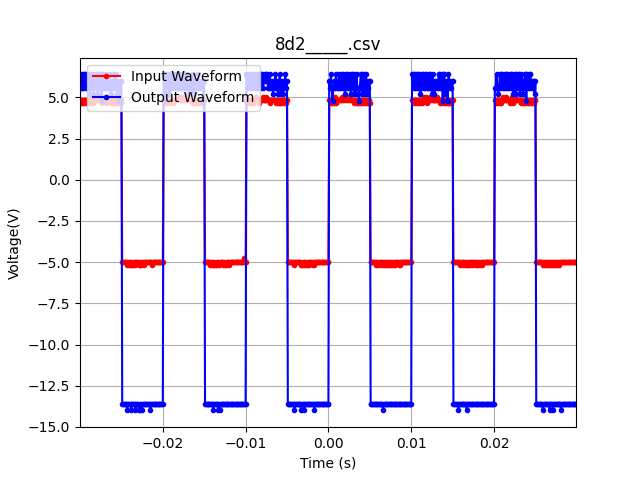 8d2_____.csv
Input Waveform
Output Waveform
Voltage(V)
5.0
2.5
0.0
−2.5
−5.0
−7.5
−10.0
−12.5
−15.0
−0.02 −0.01 0.00 0.01 0.02
Time (s)